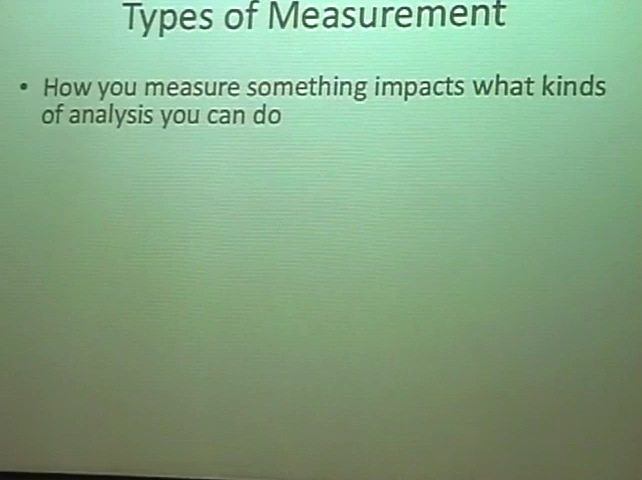 Types of Measurement
• How you measure something impacts what kinds
of analysis you can do